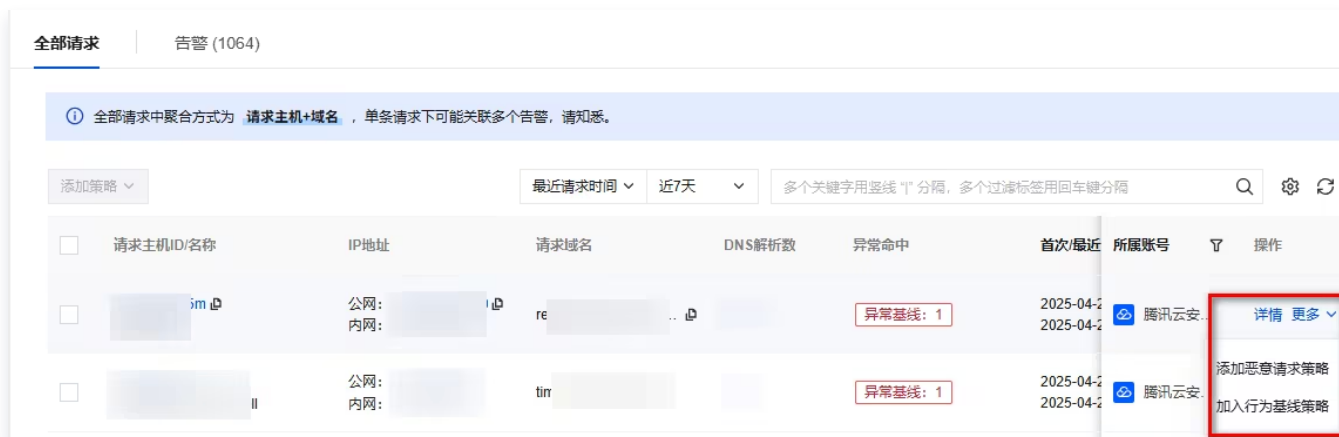 全部请求 告警 (1064)
全部请求中聚合方式为 请求主机+域名 ，单条请求下可能关联多个告警，请知悉。
添加策略 最近请求时间 近7天 多个关键字用竖线 "|" 分隔，多个过滤标签用回车键分隔
请求主机ID/名称 IP地址 请求域名 DNS解析数 异常命中 首次/最近 所属账号 操作
5m 公网： re ... 异常基线：1 2025-04-2 腾讯云安... 详情 更多
内网： 2025-04-2
添加恶意请求策略
ll 公网： tim 异常基线：1 2025-04-2 腾讯云安...
内网： 2025-04-2
加入行为基线策略